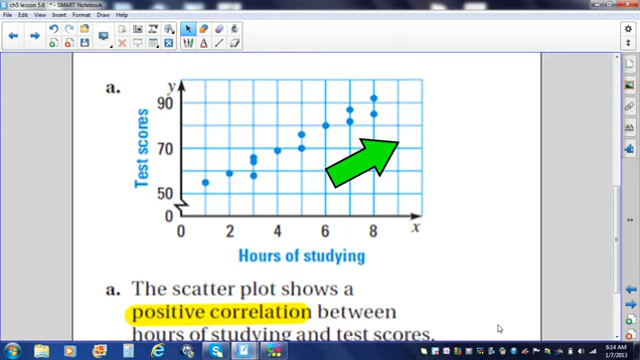 ch5 lesson 5.6 * - SMART Notebook
File Edit View Insert Format Draw Help
a.
y
90
70
50
0
0 2 4 6 8 x
Test scores
Hours of studying
a. The scatter plot shows a
positive correlation between
hours of studying and test scores.
6:14 AM
1/7/2011